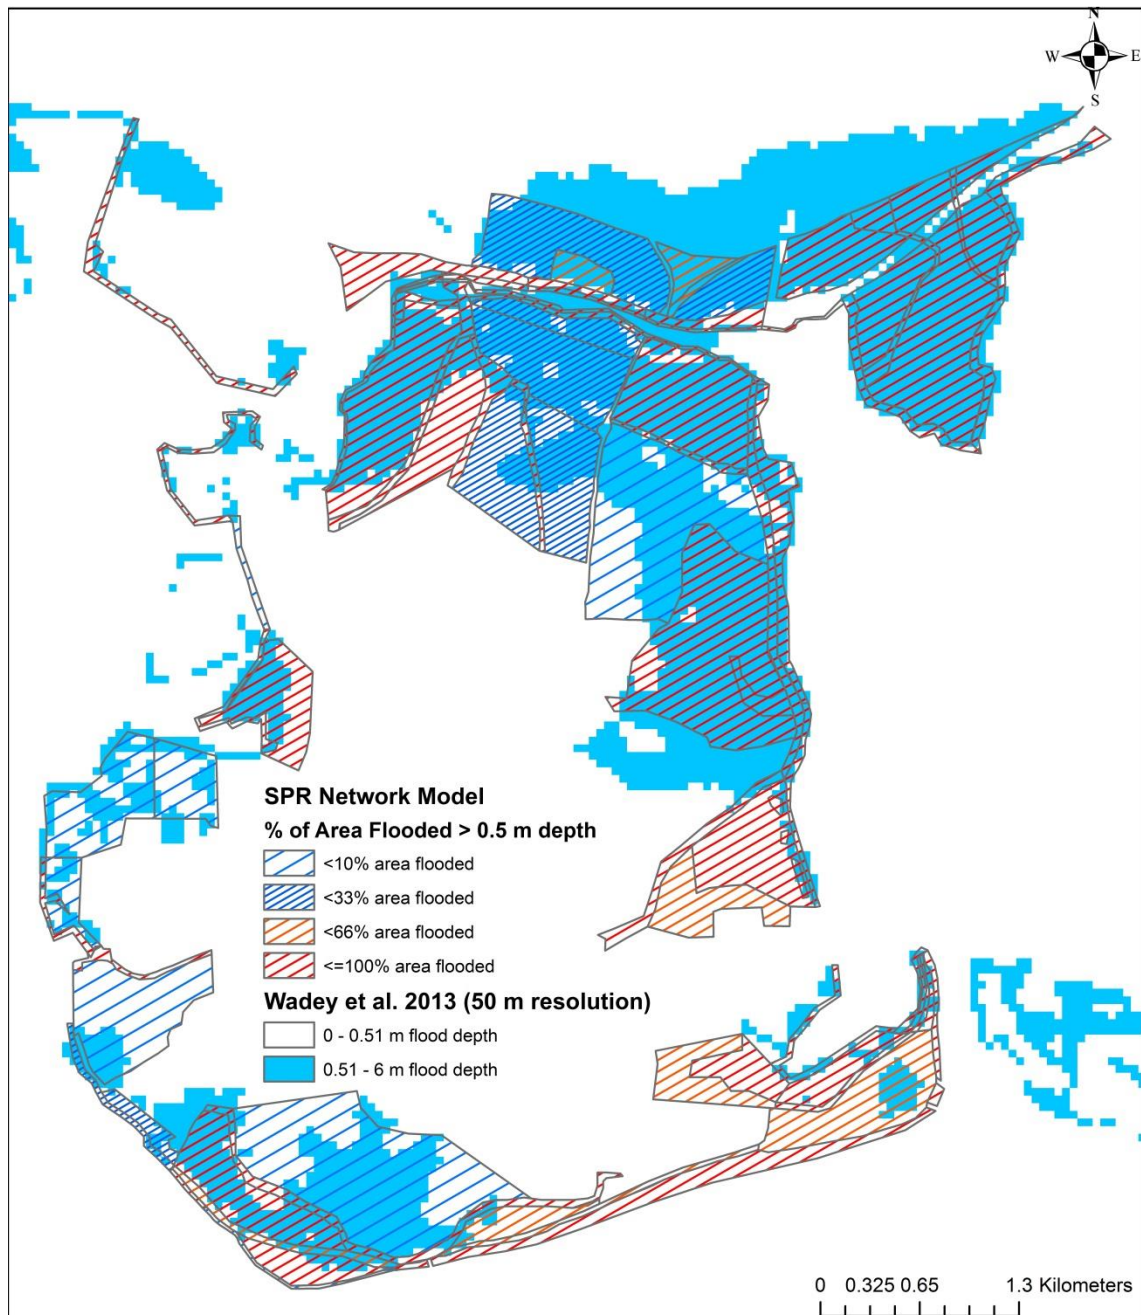 N
W E
S
SPR Network Model
% of Area Flooded > 0.5 m depth
<10% area flooded
<33% area flooded
<66% area flooded
<=100% area flooded
Wadey et al. 2013 (50 m resolution)
0 - 0.51 m flood depth
0.51 - 6 m flood depth
0 0.325 0.65 1.3 Kilometers